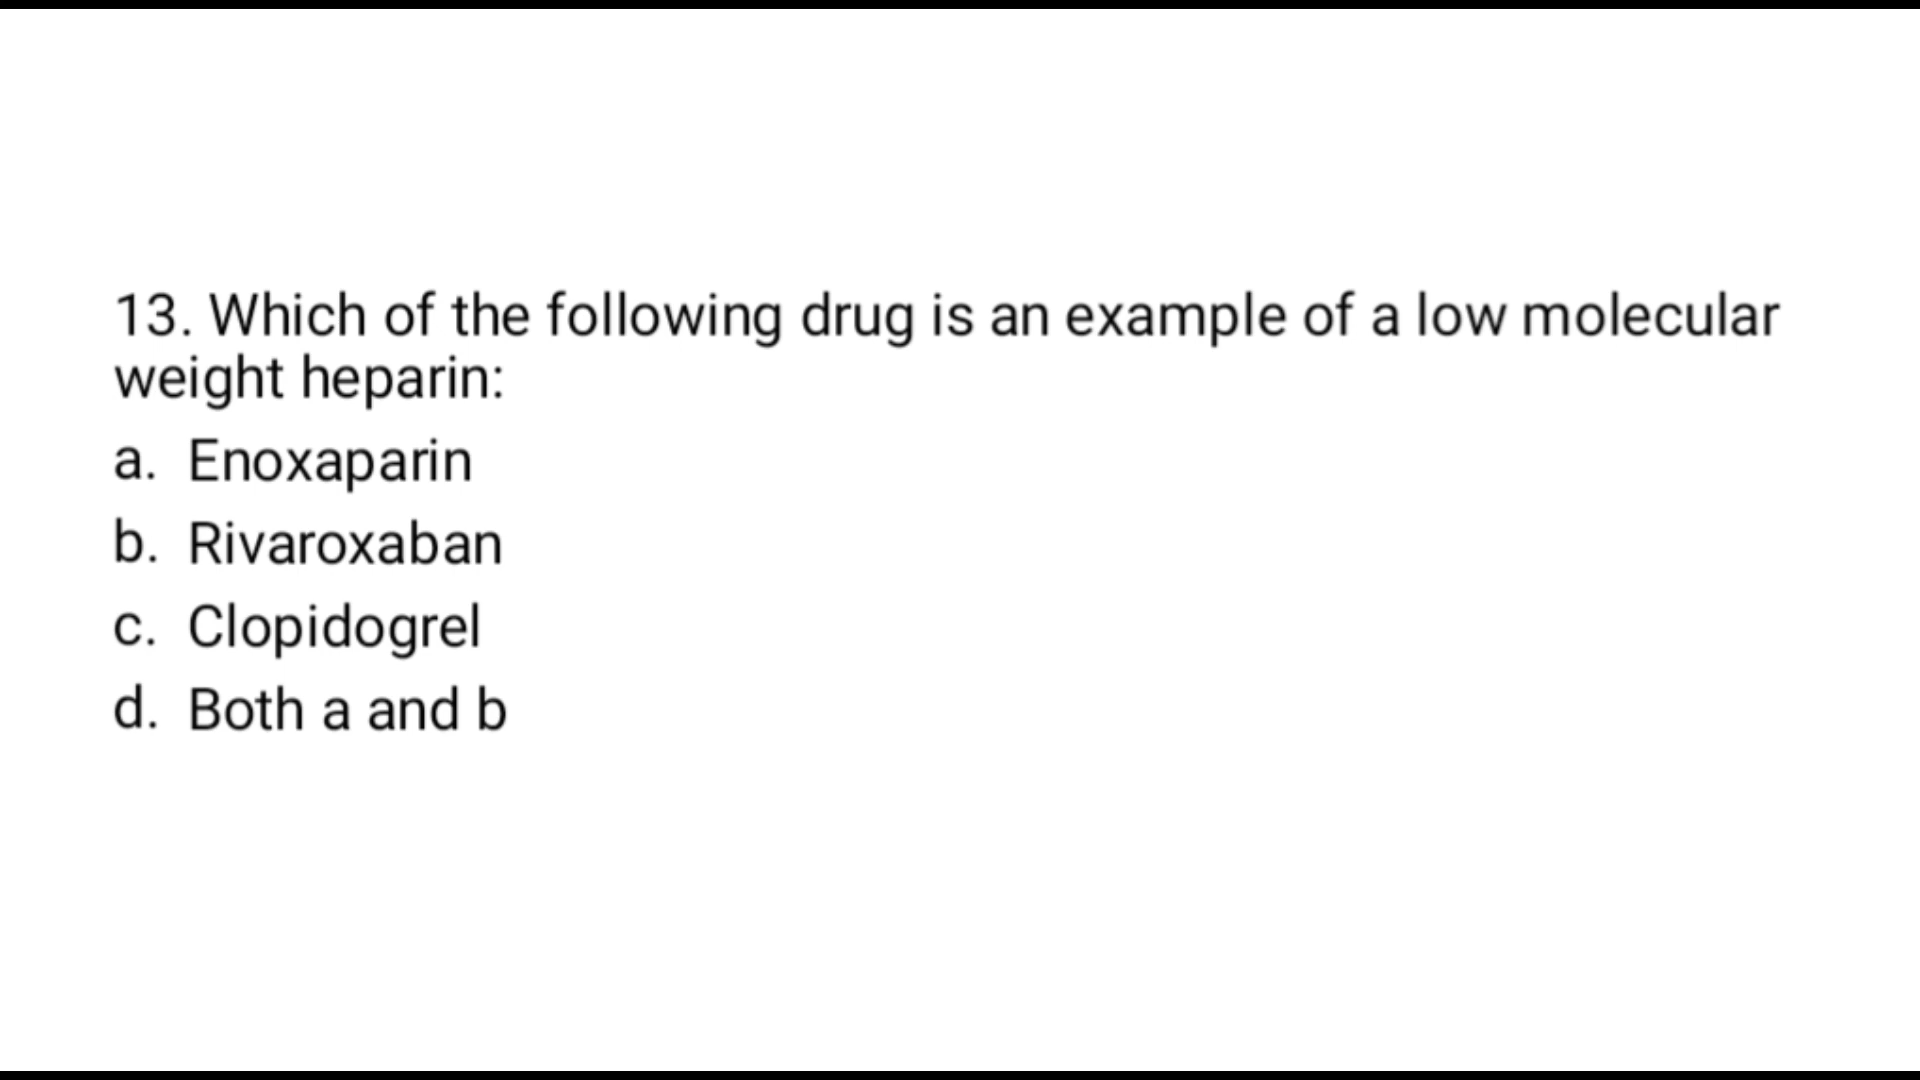 13. Which of the following drug is an example of a low molecular
weight heparin:
a. Enoxaparin
b. Rivaroxaban
c. Clopidogrel
d. Both a and b